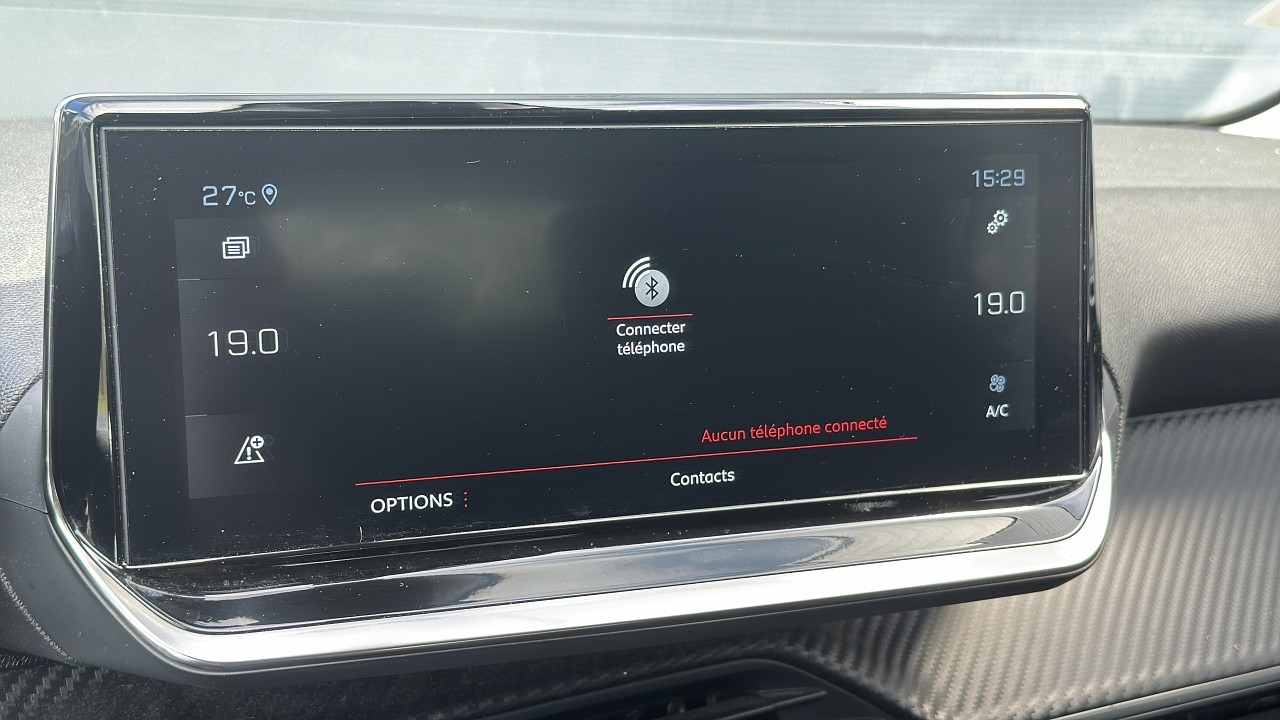 27°C
15:29
19.0
19.0
Connecter
téléphone
A/C
Aucun téléphone connecté
Contacts
OPTIONS